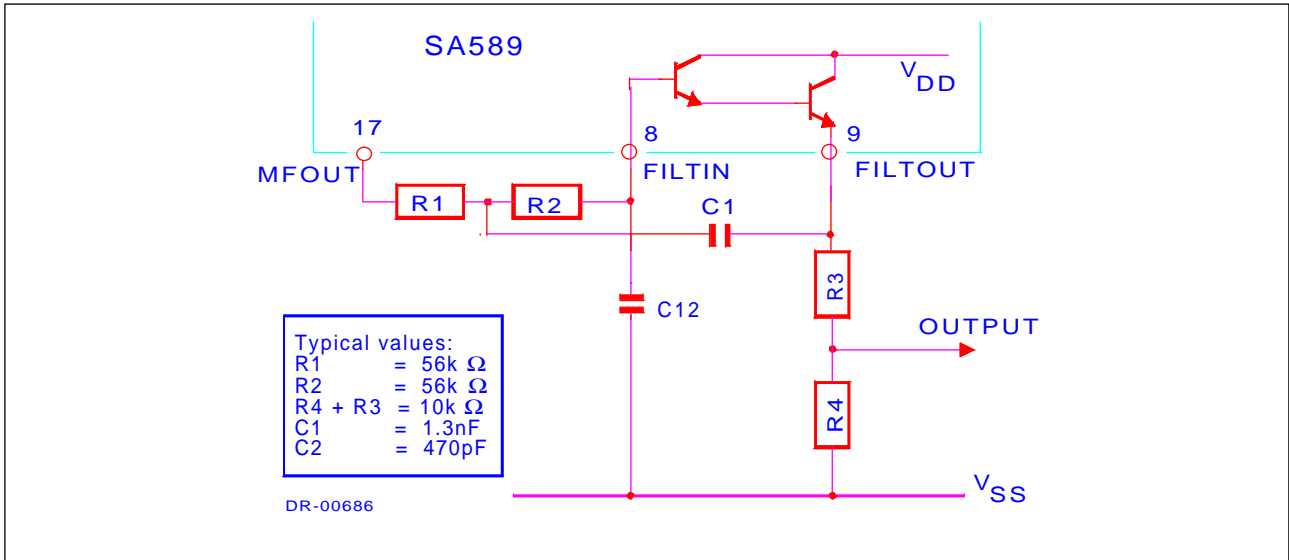 SA589
V DD
17
8
9
MFOUT
FILTIN
FILTOUT
R1
R2
C1
R3
C12
OUTPUT
R4
Typical values:
R1 = 56k Ω
R2 = 56k Ω
R4 + R3 = 10k Ω
C1 = 1.3nF
C2 = 470pF
V SS
DR-00686